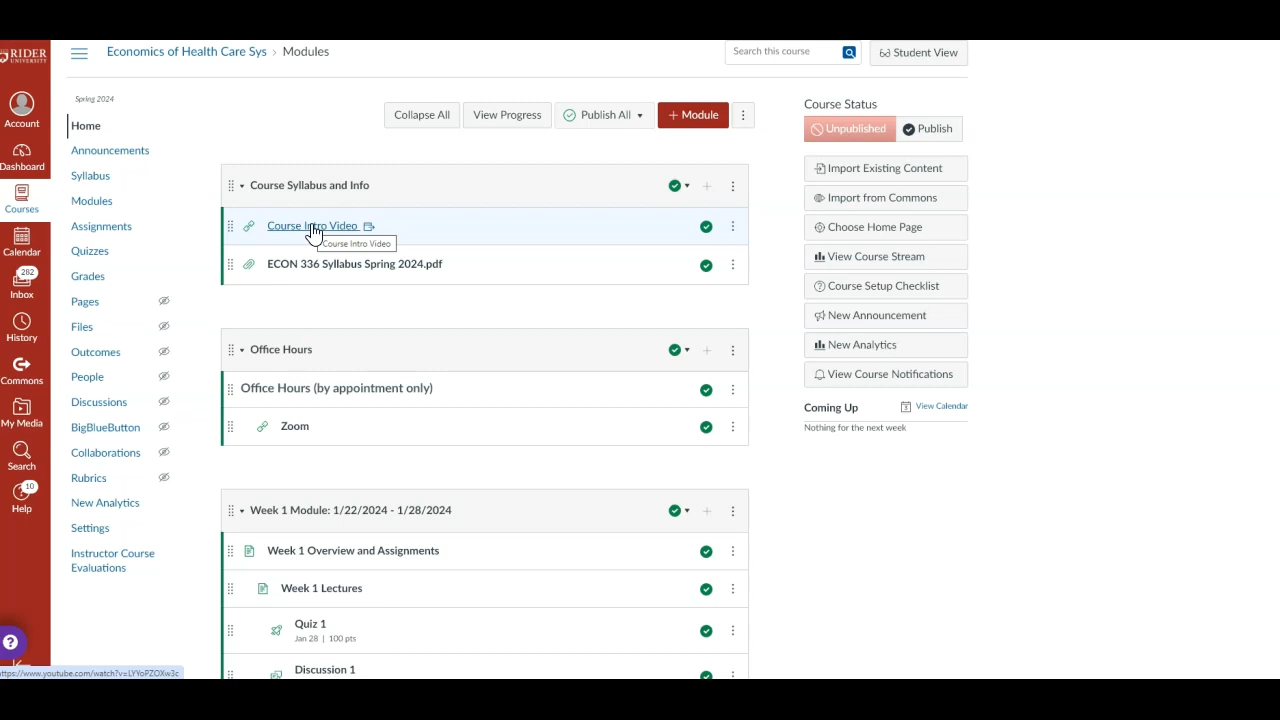 Economics of Health Care Sys › Modules
Search this course
Student View
RIDER
UNIVERSITY
Account
Dashboard
Courses
Calendar
282
Inbox
History
Commons
My Media
Search
10
Help
Spring 2024
Home
Announcements
Syllabus
Modules
Assignments
Quizzes
Grades
Pages
Files
Outcomes
People
Discussions
BigBlueButton
Collaborations
Rubrics
New Analytics
Settings
Instructor Course
Evaluations
Collapse All
View Progress
Publish All
+ Module
Course Syllabus and Info
Course Intro Video
Course Intro Video
ECON 336 Syllabus Spring 2024.pdf
Office Hours
Office Hours (by appointment only)
Zoom
Week 1 Module: 1/22/2024 - 1/28/2024
Week 1 Overview and Assignments
Week 1 Lectures
Quiz 1
Jan 28 | 100 pts
Discussion 1
Course Status
Unpublished
Publish
Import Existing Content
Import from Commons
Choose Home Page
View Course Stream
Course Setup Checklist
New Announcement
New Analytics
View Course Notifications
Coming Up
View Calendar
Nothing for the next week